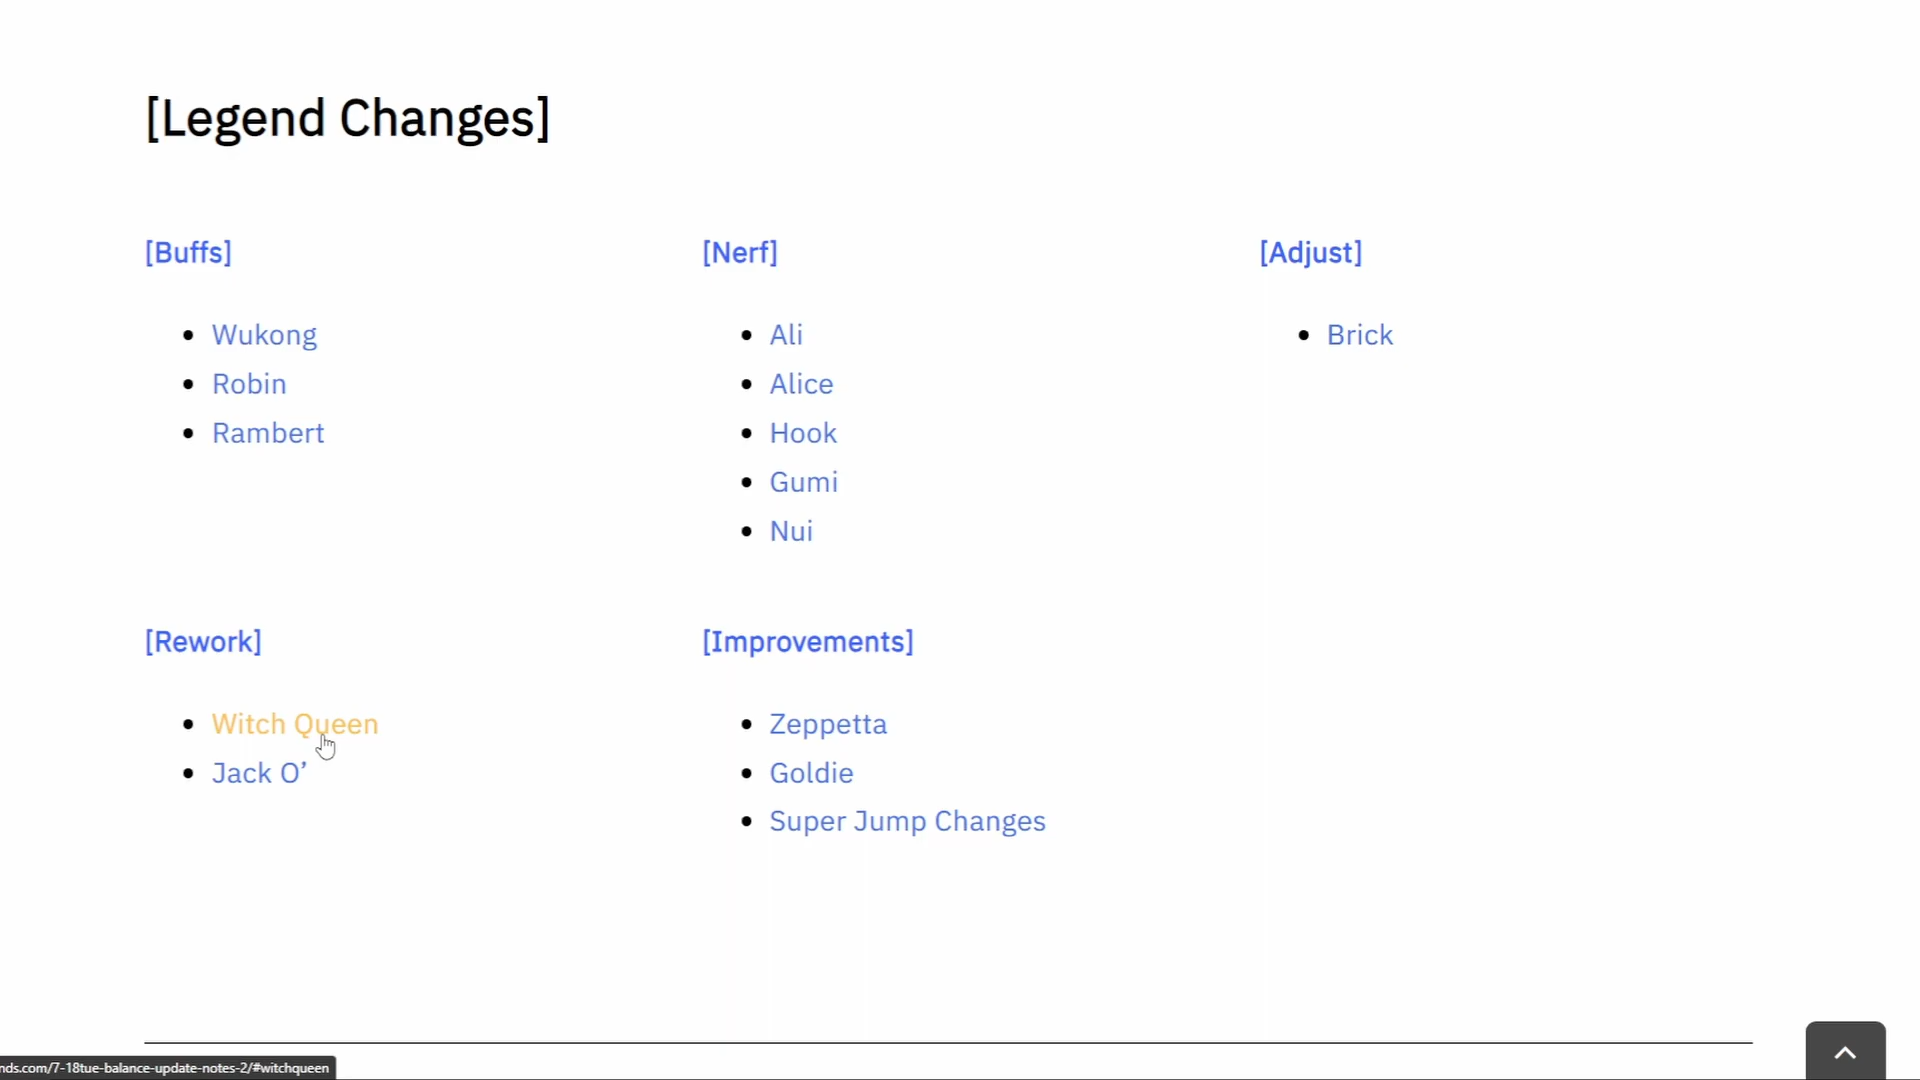 [Legend Changes]
[Buffs]
Wukong
Robin
Rambert
[Nerf]
Ali
Alice
Hook
Gumi
Nui
[Adjust]
Brick
[Rework]
Witch Queen
Jack O’
[Improvements]
Zeppetta
Goldie
Super Jump Changes
nds.com/7-18tue-balance-update-notes-2/#witchqueen